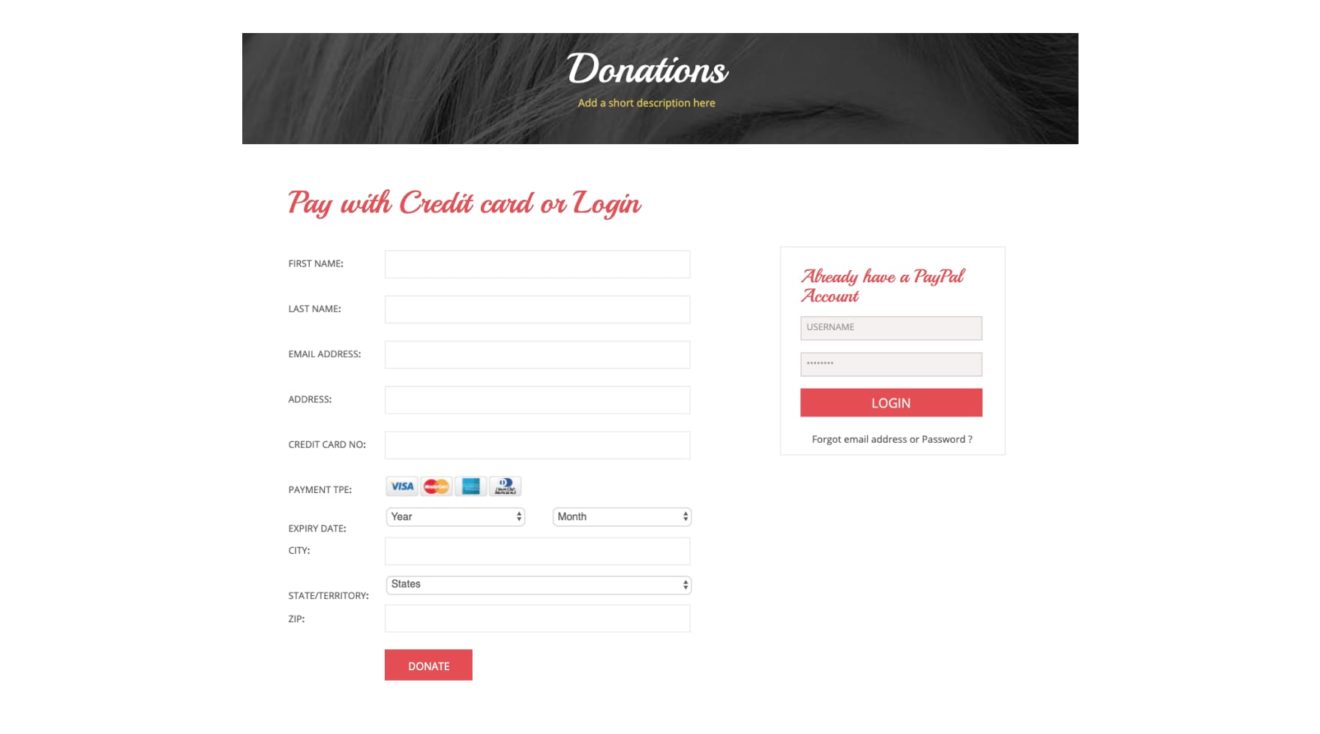 Donations
Add a short description here
Pay with Credit card or Login
FIRST NAME:
LAST NAME:
EMAIL ADDRESS:
ADDRESS:
CREDIT CARD NO:
PAYMENT TPE:
VISA
EXPIRY DATE:
Year
Month
CITY:
STATE/TERRITORY:
States
ZIP:
DONATE
Already have a PayPal
Account
USERNAME
********
LOGIN
Forgot email address or Password ?